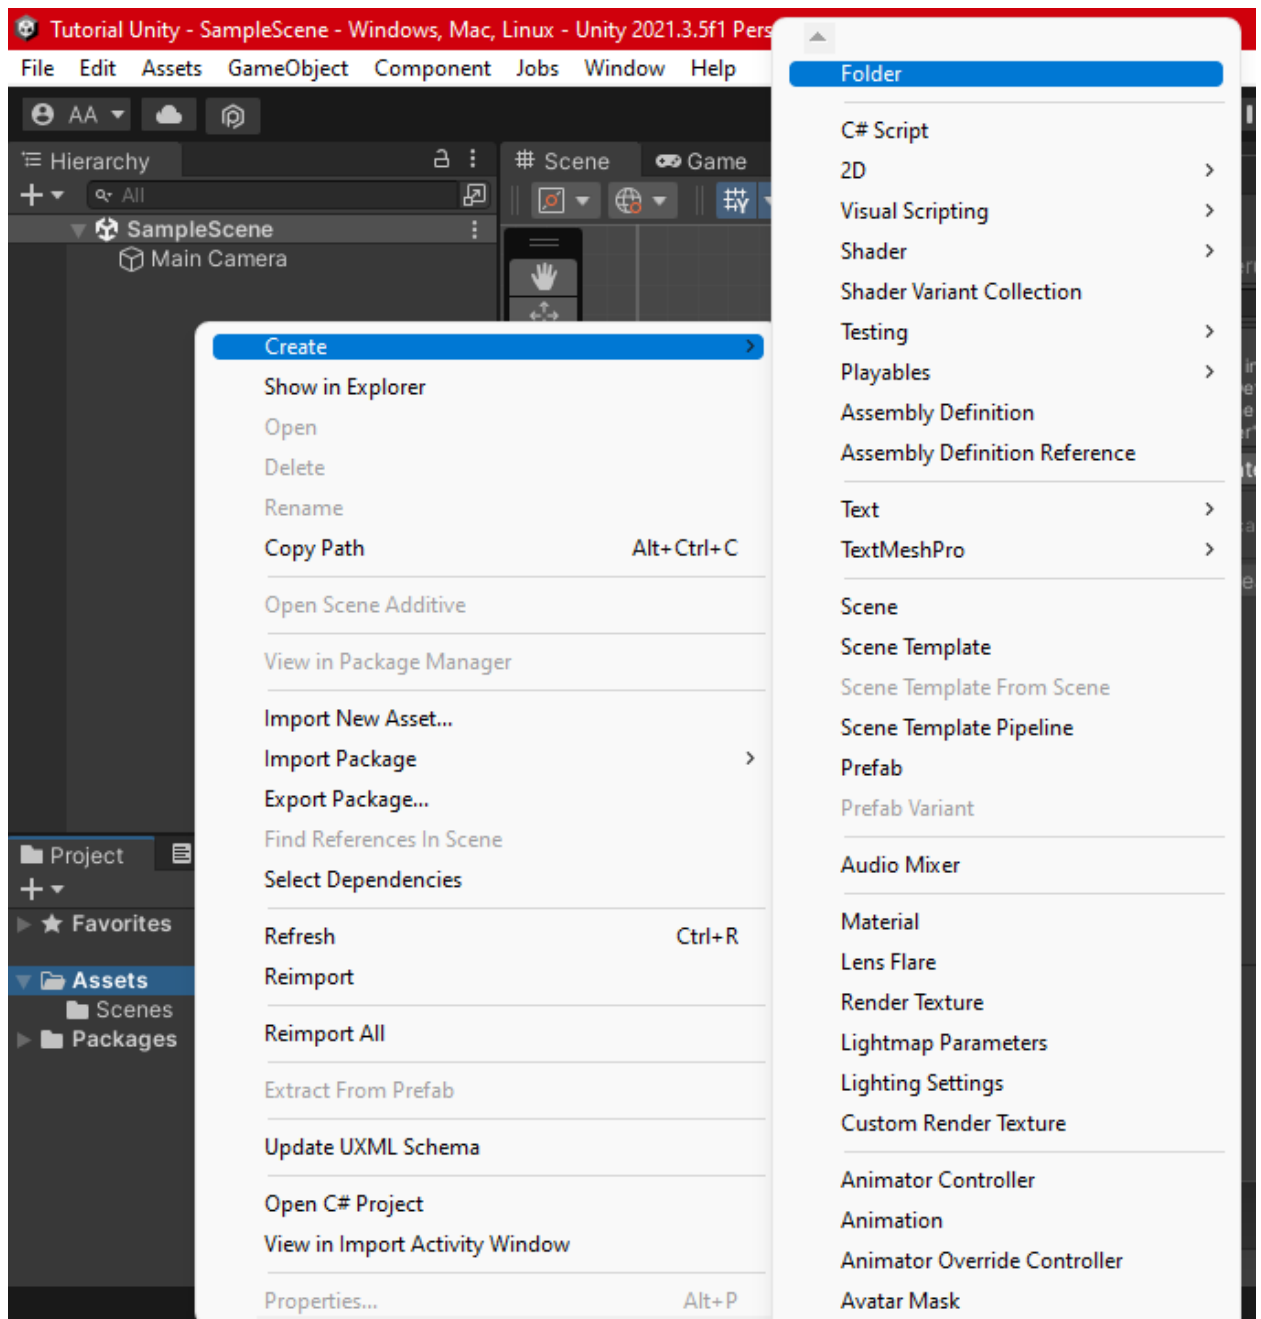 Tutorial Unity - SampleScene - Windows, Mac, Linux - Unity 2021.3.5f1 Pers
File Edit Assets GameObject Component Jobs Window Help
AA
Hierarchy
All
SampleScene
Main Camera
Scene
Game
Project
Favorites
Assets
Scenes
Packages
Create
Show in Explorer
Open
Delete
Rename
Copy Path Alt+Ctrl+C
Open Scene Additive
View in Package Manager
Import New Asset...
Import Package
Export Package...
Find References In Scene
Select Dependencies
Refresh Ctrl+R
Reimport
Reimport All
Extract From Prefab
Update UXML Schema
Open C# Project
View in Import Activity Window
Properties... Alt+P
Folder
C# Script
2D
Visual Scripting
Shader
Shader Variant Collection
Testing
Playables
Assembly Definition
Assembly Definition Reference
Text
TextMeshPro
Scene
Scene Template
Scene Template From Scene
Scene Template Pipeline
Prefab
Prefab Variant
Audio Mixer
Material
Lens Flare
Render Texture
Lightmap Parameters
Lighting Settings
Custom Render Texture
Animator Controller
Animation
Animator Override Controller
Avatar Mask